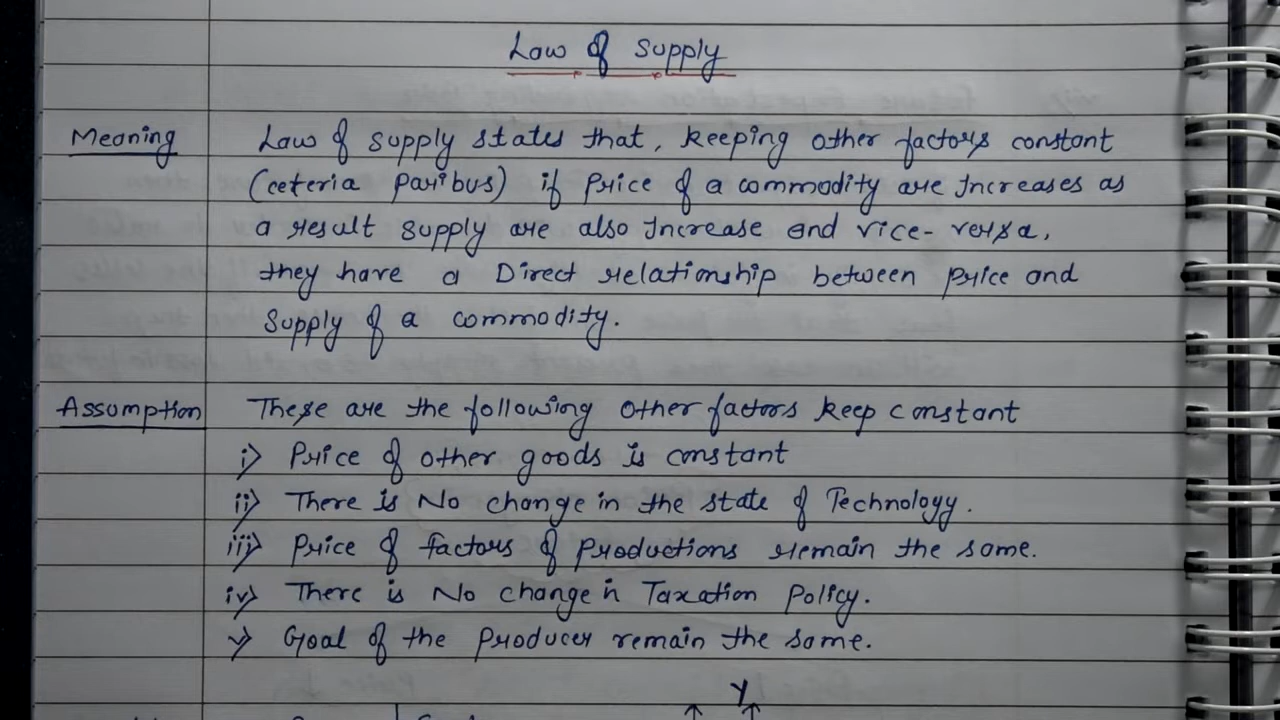 Law of Supply
Meaning Law of Supply states that, keeping other factors constant
(ceteria paribus) if Price of a commodity are Increases as
a result supply are also Increase and vice-versa,
they have a Direct relationship between price and
Supply of a commodity.
Assumption These are the following other factors keep constant
i) Price of other goods is constant
ii) There is No change in the state of Technology.
iii) Price of factors of Productions remain the same.
iv) There is No change in Taxation Policy.
v) Goal of the Producer remain the same.
Y